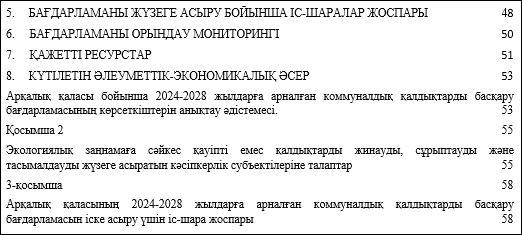 5. БАҒДАРЛАМАНЫ ЖҮЗЕГЕ АСЫРУ БОЙЫНША ІС-ШАРАЛАР ЖОСПАРЫ 48
6. БАҒДАРЛАМАНЫ ОРЫНДАУ МОНИТОРИНГІ 50
7. ҚАЖЕТТІ РЕСУРСТАР 51
8. КҮТІЛЕТІН ӘЛЕУМЕТТІК-ЭКОНОМИКАЛЫҚ ӘСЕР 53
Арқалық қаласы бойынша 2024-2028 жылдарға арналған коммуналдық қалдықтарды басқару
бағдарламасының көрсеткіштерін анықтау әдістемесі. 53
Қосымша 2 55
Экологиялық заңнамаға сәйкес қауіпті емес қалдықтарды жинауды, сұрыптауды және
тасымалдауды жүзеге асыратын кәсіпкерлік субъектілеріне талаптар 55
3-қосымша 58
Арқалық қаласының 2024-2028 жылдарға арналған коммуналдық қалдықтарды басқару
бағдарламасын іске асыру үшін іс-шара жоспары 58